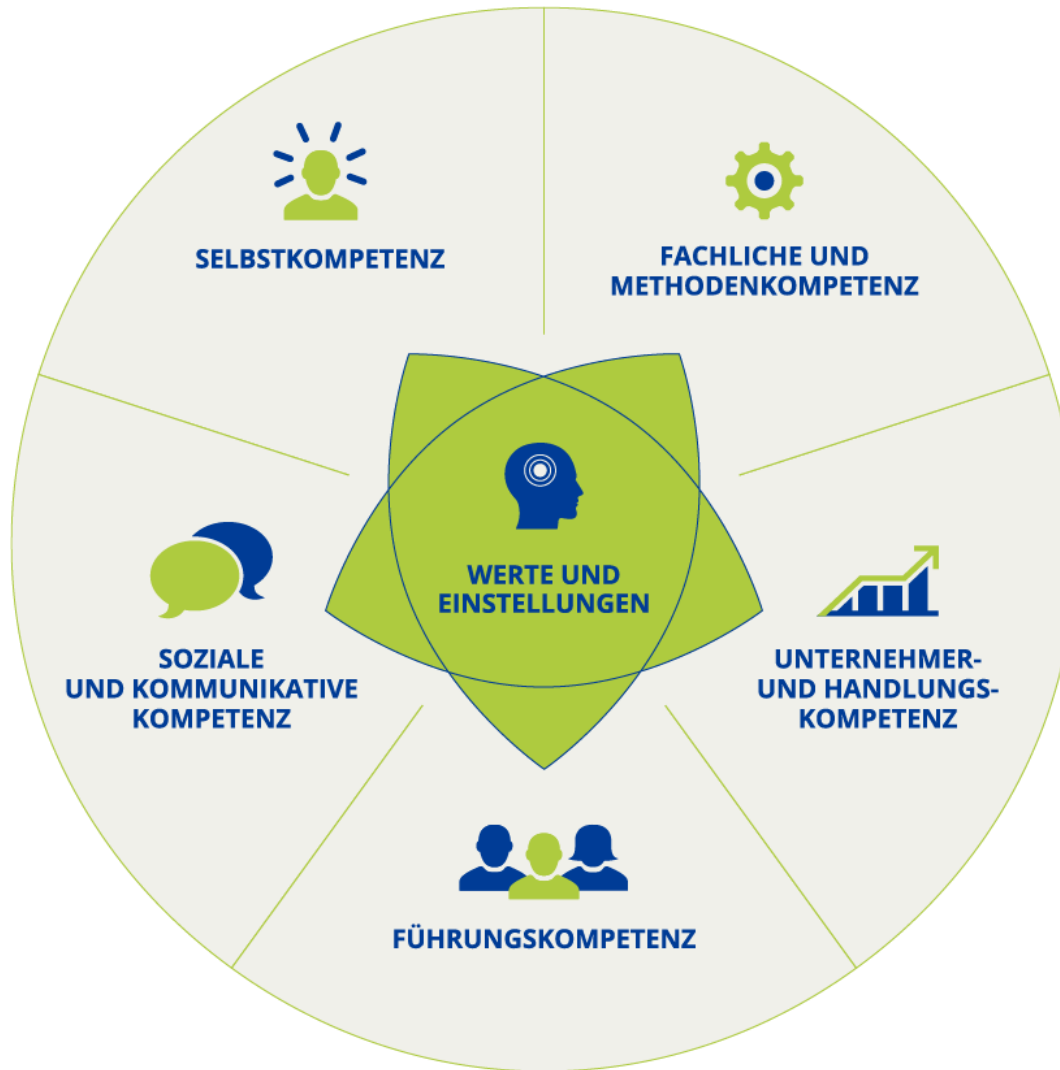 SELBSTKOMPETENZ
FACHLICHE UND
METHODENKOMPETENZ
WERTE UND
EINSTELLUNGEN
SOZIALE
UND KOMMUNIKATIVE
KOMPETENZ
UNTERNEHMER-
UND HANDLUNGS-
KOMPETENZ
FÜHRUNGSKOMPETENZ